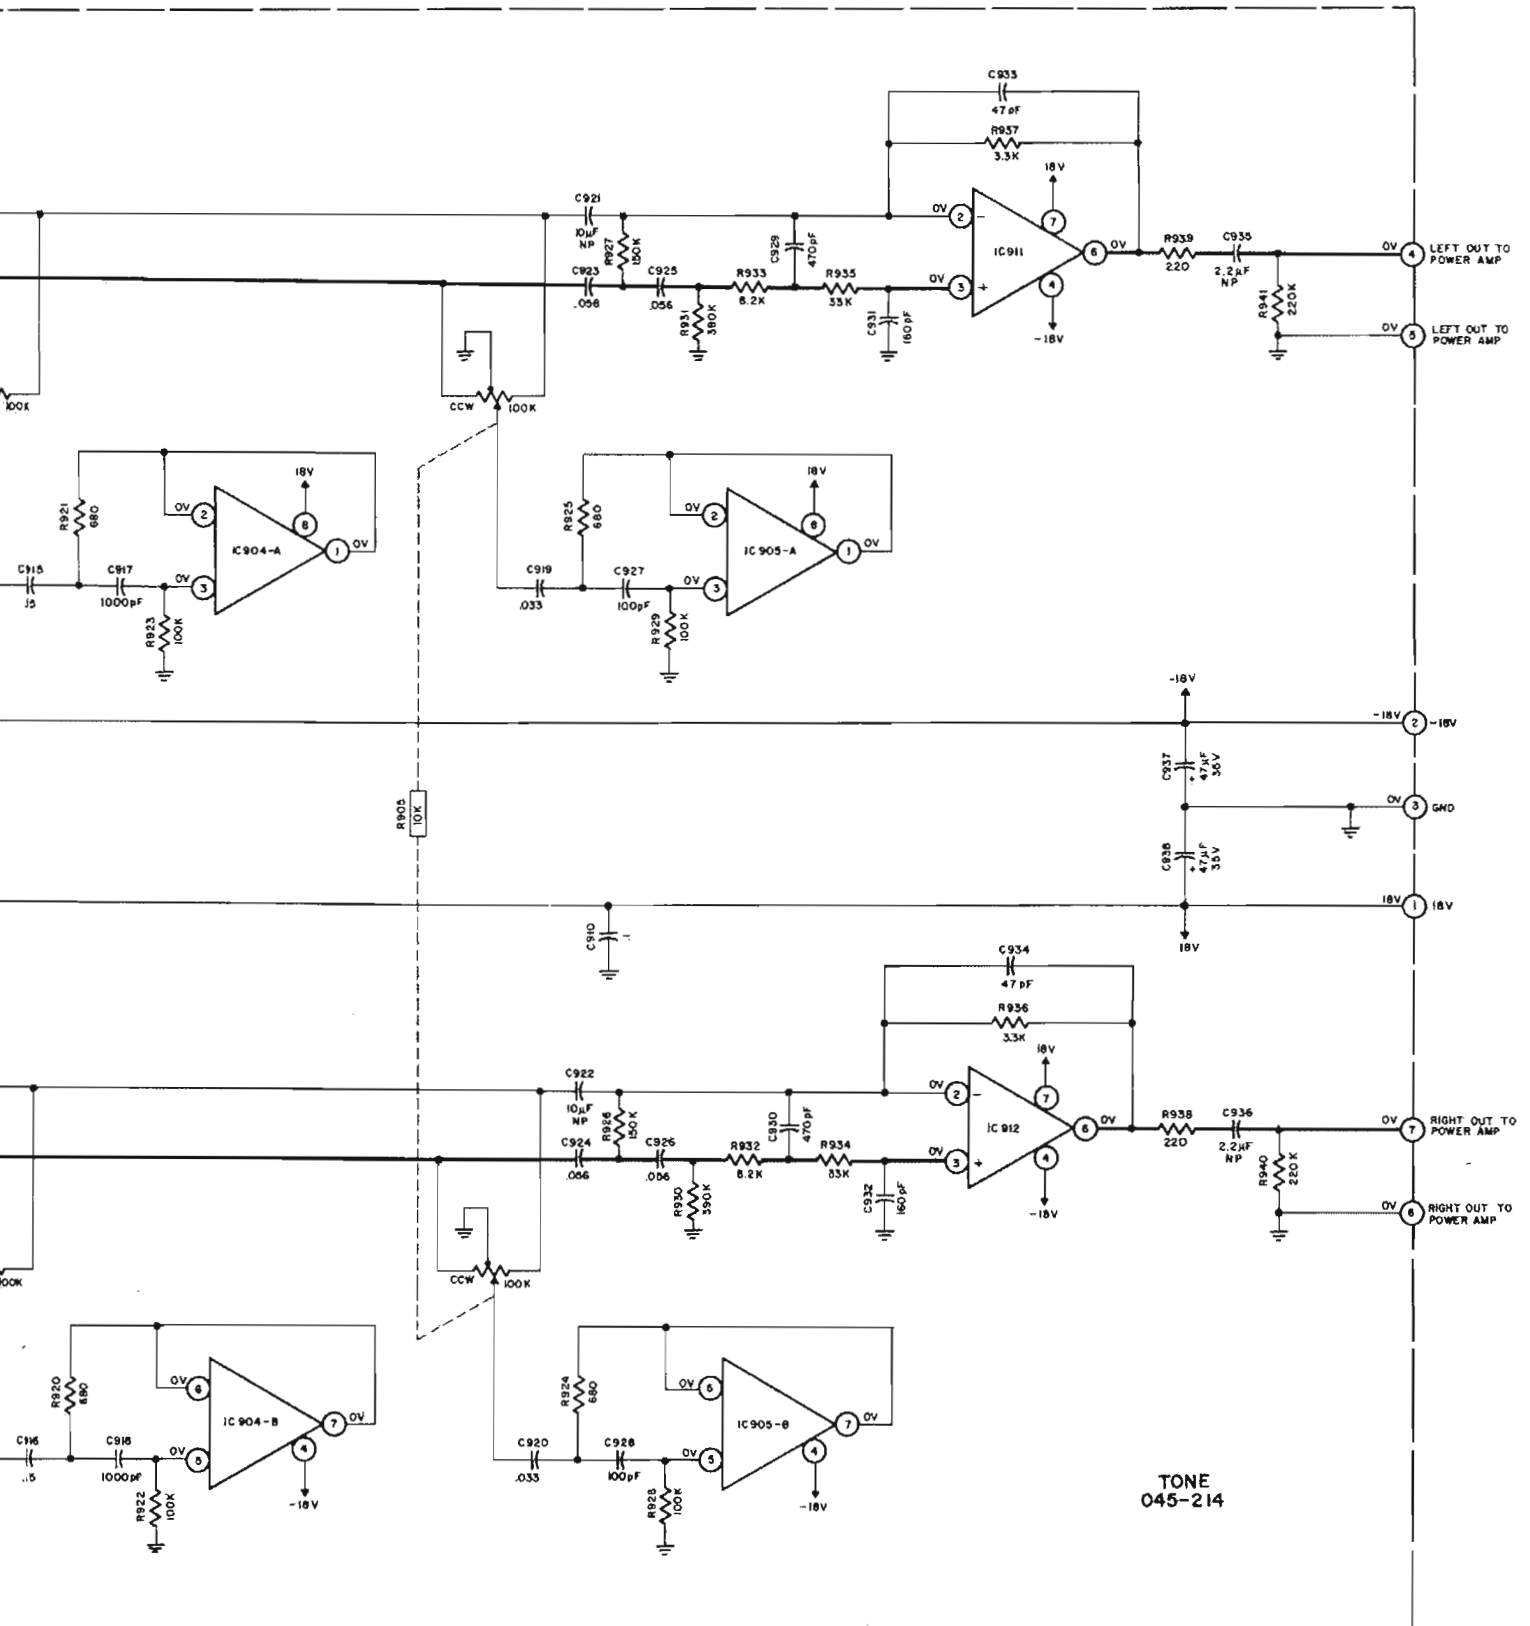 C933
47 pF
R937
3.3K
18V
C921
10µF
NP
R927
150K
C929
470pF
0V
2
-
7
IC911
6
0V
R939
220
C935
2.2µF
NP
0V
4
LEFT OUT TO
POWER AMP
C923
.056
C925
.056
R933
8.2K
R935
33K
0V
3
+
4
-18V
R931
380K
C931
160pF
R941
220K
0V
5
LEFT OUT TO
POWER AMP
100K
CCW
100K
18V
R921
680
0V
2
8
IC904-A
1
0V
C915
.15
C917
1000pF
0V
3
R923
100K
18V
R925
680
2
8
IC905-A
1
0V
C919
.033
C927
100pF
0V
3
R929
100K
-18V
-18V
2
-18V
C937
47µF
35V
+
R905
10K
0V
3
GND
C938
47µF
35V
+
18V
1
18V
18V
C910
C934
47 pF
R936
3.3K
18V
C922
10µF
NP
R926
150K
C930
470pF
0V
2
-
7
IC912
6
0V
R938
220
C936
2.2µF
NP
0V
7
RIGHT OUT TO
POWER AMP
C924
.056
C926
.056
R932
8.2K
R934
33K
0V
3
+
4
-18V
R930
390K
C932
160pF
R940
220K
0V
6
RIGHT OUT TO
POWER AMP
100K
CCW
100K
R920
680
0V
6
IC904-B
7
0V
C916
.15
C918
1000pF
0V
5
4
-18V
R922
100K
R924
680
0V
6
IC905-B
7
0V
C920
.033
C928
100pF
0V
5
4
-18V
R928
100K
TONE
045-214